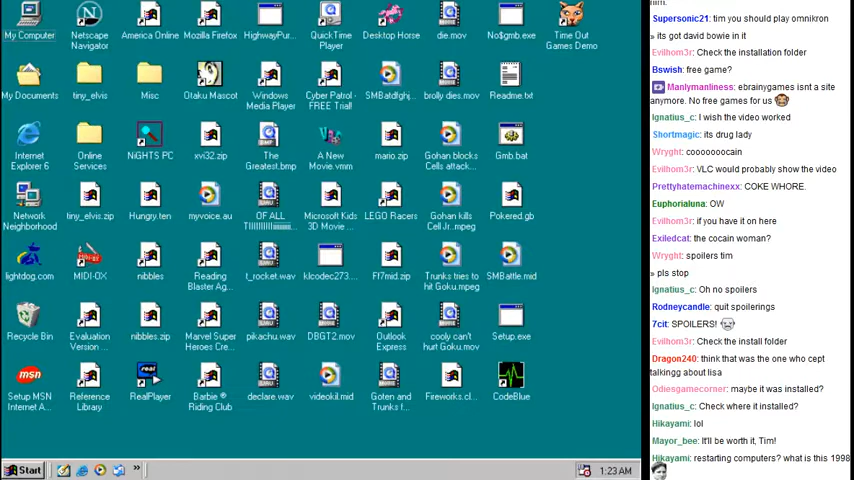 My Computer
Netscape
Navigator
America Online
Mozilla Firefox
HighwayPur...
QuickTime
Player
Desktop Horse
die.mov
No$gmb.exe
Time Out
Games Demo
My Documents
tiny_elvis
Misc
Otaku Mascot
Windows
Media Player
Cyber Patrol -
FREE Trial!
SMBatfghj...
brolly dies.mov
Readme.txt
Internet
Explorer 6
Online
Services
NiGHTS PC
xvi32.zip
The
Greatest.bmp
A New
Movie.vmm
mario.zip
Gohan blocks
Cells attack...
Gmb.bat
Network
Neighborhood
tiny_elvis.zip
Hungry.ten
myvoice.au
OF ALL
Microsoft Kids
3D Movie ...
LEGO Racers
Gohan kills
Cell Jr..mpeg
Pokered.gb
lightdog.com
MIDI-OX
nibbles
Reading
Blaster Ag...
t_rocket.wav
klcodec273....
Ff7mid.zip
Trunks tries to
hit Goku.mpeg
SMBattle.mid
Recycle Bin
Evaluation
Version ...
nibbles.zip
Marvel Super
Heroes Cre...
pikachu.wav
DBGT2.mov
Outlook
Express
cooly can't
hurt Goku.mov
Setup.exe
Setup MSN
Internet A...
Reference
Library
RealPlayer
Barbie ®
Riding Club
declare.wav
videokil.mid
Goten and
Trunks f...
Fireworks.cl...
CodeBlue
Start
»
1:23 AM
him.
Supersonic21: tim you should play omnikron
» its got david bowie in it
Evilhom3r: Check the installation folder
Bswish: free game?
Manlymanliness: ebrainygames isnt a site
anymore. No free games for us
Ignatius_c: I wish the video worked
Shortmagic: its drug lady
Wryght: cooooooocain
Evilhom3r: VLC would probably show the video
Prettyhatemachinexx: COKE WHORE.
Euphorialuna: OW
Evilhom3r: if you have it on here
Exiledcat: the cocain woman?
Wryght: spoilers tim
» pls stop
Ignatius_c: Oh no spoilers
Rodneycandle: quit spoilerings
7cit: SPOILERS!
Evilhom3r: Check the install folder
Dragon240: think that was the one who cept
talkingg about lisa
Odiesgamecorner: maybe it was installed?
Ignatius_c: Check where it installed?
Hikayami: lol
Mayor_bee: It'll be worth it, Tim!
Hikayami: restarting computers? what is this 1998